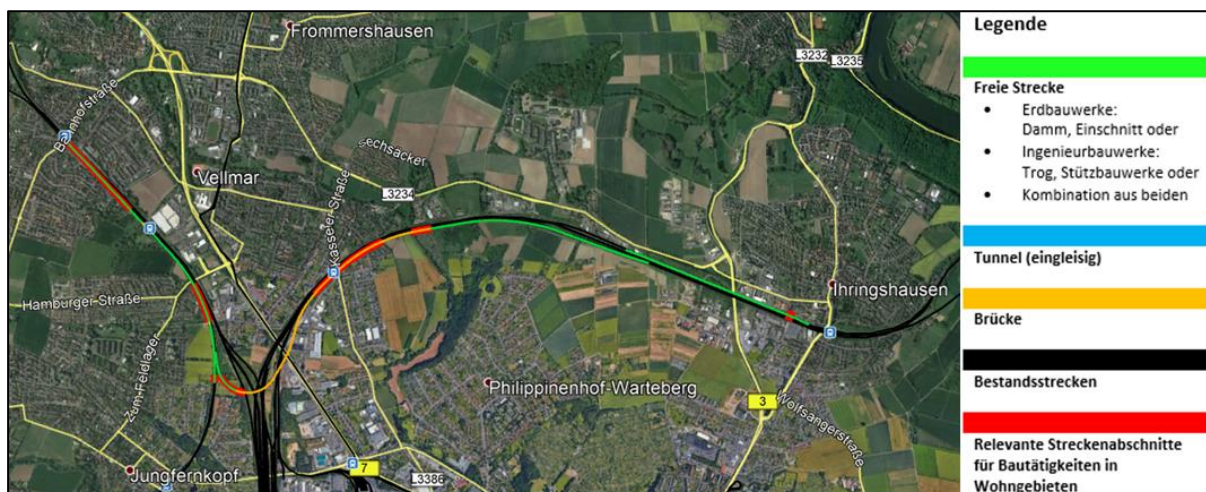 Frommershausen
L3232
L3235
Bahnhofstraße
echsäcker
Vellmar
L3234
Kasseler Straße
Hamburger Straße
Ihringshausen
Zum Feldlager
Philippinenhof-Warteberg
3
Wolfsangerstraße
Jungfernkopf
7
L3386
Legende
Freie Strecke
• Erdbauwerke:
Damm, Einschnitt oder
• Ingenieurbauwerke:
Trog, Stützbauwerke oder
• Kombination aus beiden
Tunnel (eingleisig)
Brücke
Bestandsstrecken
Relevante Streckenabschnitte
für Bautätigkeiten in
Wohngebieten